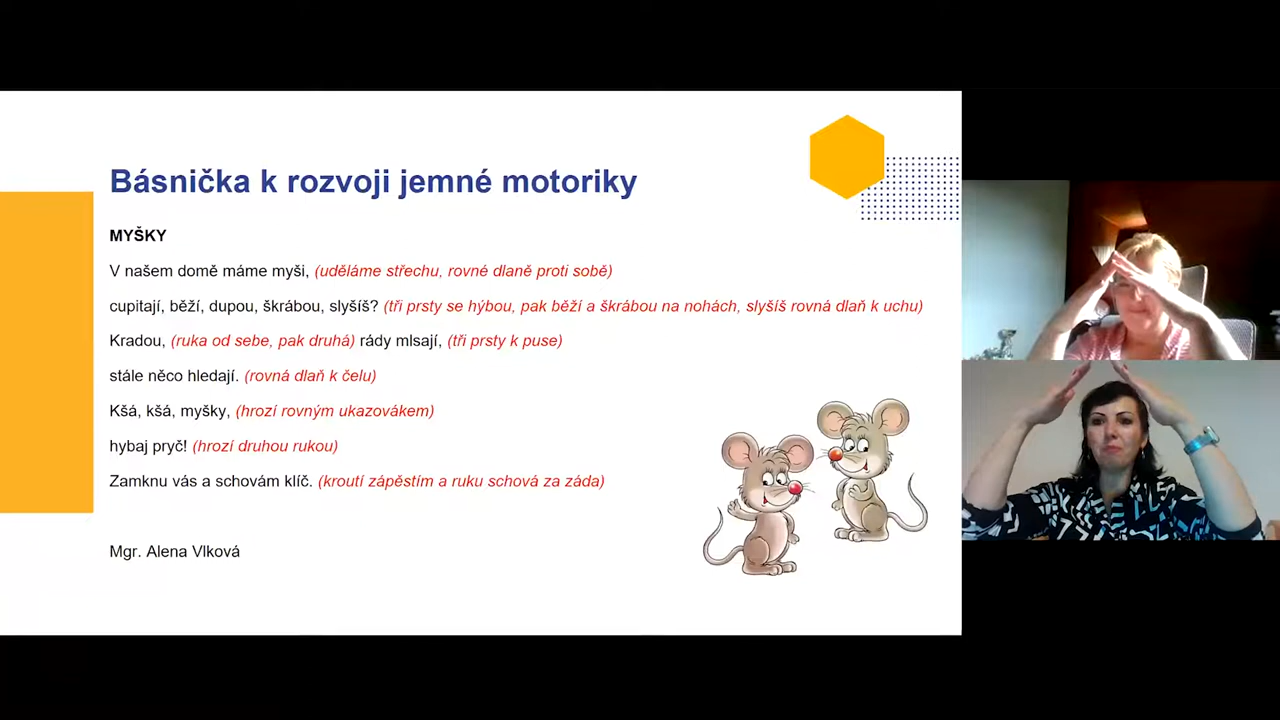 Básnička k rozvoji jemné motoriky
MYŠKY
V našem domě máme myši, (uděláme střechu, rovné dlaně proti sobě)
cupitají, běží, dupou, škrábou, slyšíš? (tři prsty se hýbou, pak běží a škrábou na nohách, slyšíš rovná dlaň k uchu)
Kradou, (ruka od sebe, pak druhá) rády mlsají, (tři prsty k puse)
stále něco hledají. (rovná dlaň k čelu)
Kšá, kšá, myšky, (hrozí rovným ukazovákem)
hybaj pryč! (hrozí druhou rukou)
Zamknu vás a schovám klíč. (kroutí zápěstím a ruku schová za záda)
Mgr. Alena Vlková